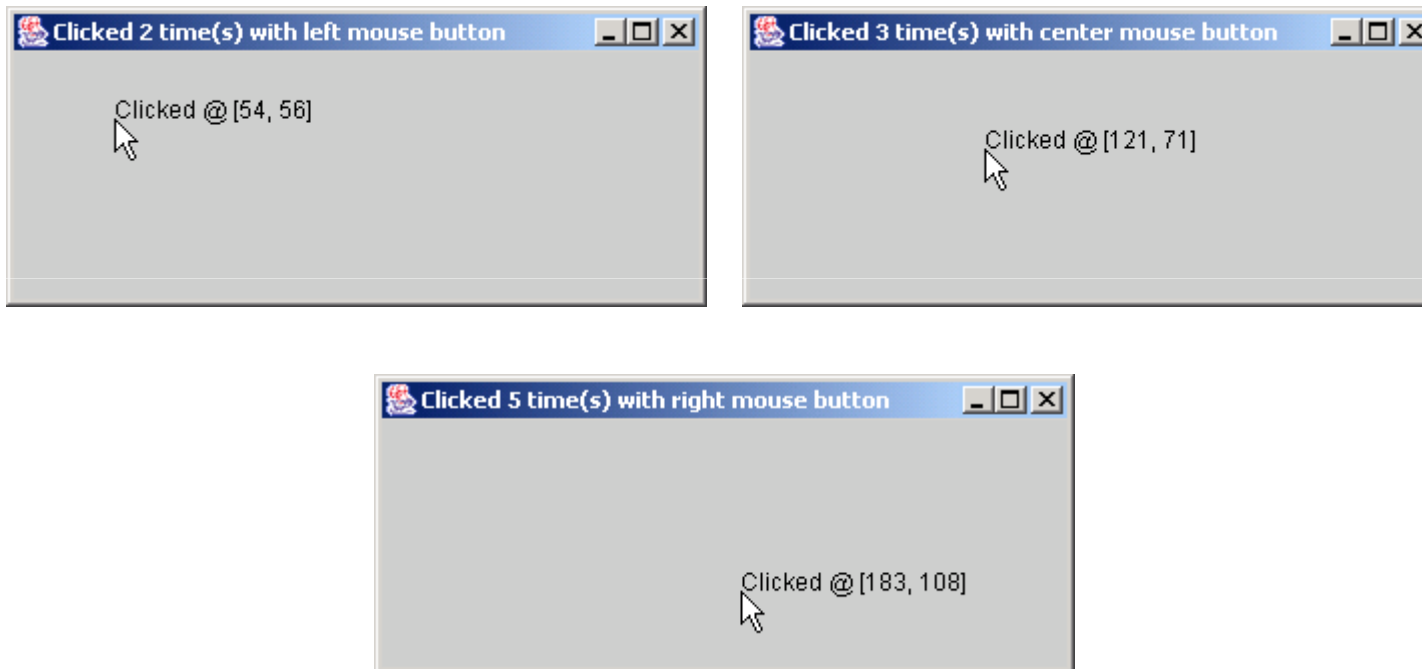 Clicked 2 time(s) with left mouse button
Clicked @ [54, 56]
Clicked 3 time(s) with center mouse button
Clicked @ [121, 71]
Clicked 5 time(s) with right mouse button
Clicked @ [183, 108]